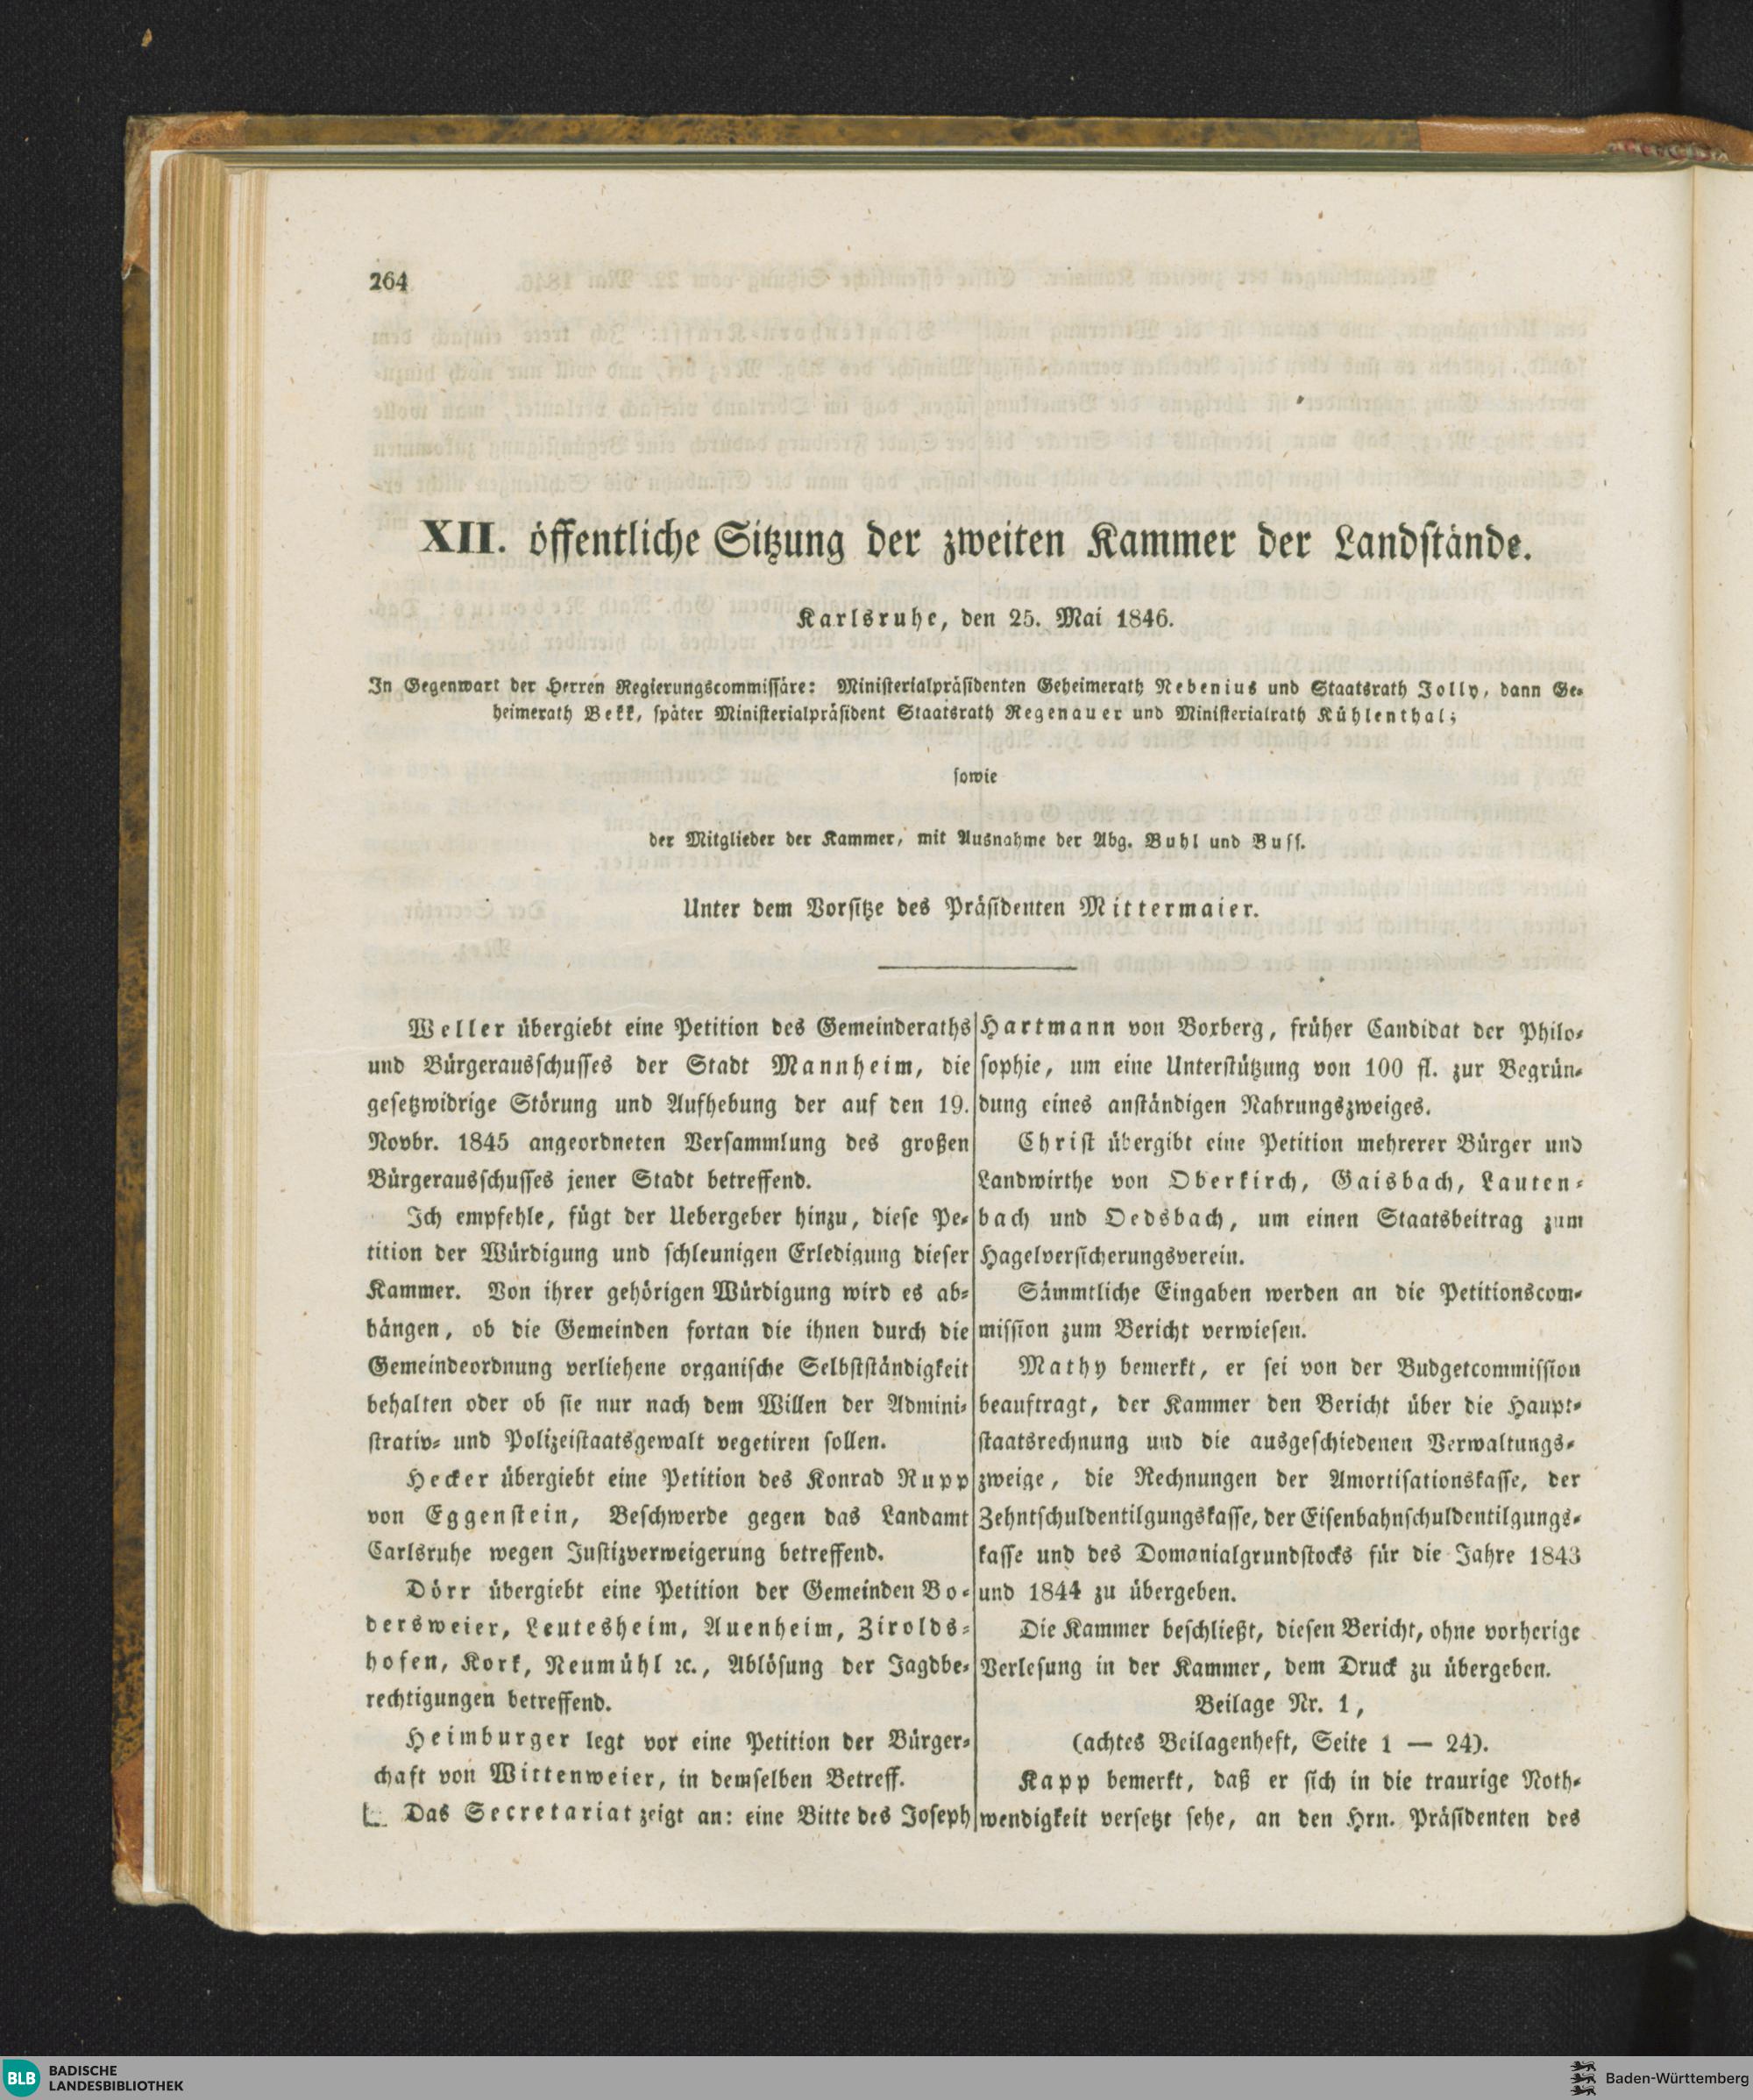 264
XII. öffentliche Sitzung der zweiten Kammer der Landstände.
Karlsruhe, den 25. Mai 1846.
In Gegenwart der Herren Regierungscommissäre: Ministerialpräsidenten Geheimerath Nebenius und Staatsrath Jolly, dann Ge-
heimerath Bekk, später Ministerialpräsident Staatsrath Regenauer und Ministerialrath Kühlenthal;
sowie
der Mitglieder der Kammer, mit Ausnahme der Abg. Buhl und Buss.
Unter dem Vorsitze des Präsidenten Mittermaier.
Weller übergiebt eine Petition des Gemeinderaths
und Bürgerausschusses der Stadt Mannheim, die
gesetzwidrige Störung und Aufhebung der auf den 19.
Novbr. 1845 angeordneten Versammlung des großen
Bürgerausschusses jener Stadt betreffend.
Ich empfehle, fügt der Uebergeber hinzu, diese Pe-
tition der Würdigung und schleunigen Erledigung dieser
Kammer. Von ihrer gehörigen Würdigung wird es ab-
hängen, ob die Gemeinden fortan die ihnen durch die
Gemeindeordnung verliehene organische Selbstständigkeit
behalten oder ob sie nur nach dem Willen der Admini-
strativ- und Polizeistaatsgewalt vegetiren sollen.
Hecker übergiebt eine Petition des Konrad Rupp
von Eggenstein, Beschwerde gegen das Landamt
Carlsruhe wegen Justizverweigerung betreffend.
Dörr übergiebt eine Petition der Gemeinden Bo-
dersweier, Leutesheim, Auenheim, Zirolds-
hofen, Kork, Neumühl ꝛc., Ablösung der Jagdbe-
rechtigungen betreffend.
Heimburger legt vor eine Petition der Bürger-
chaft von Wittenweier, in demselben Betreff.
Das Secretariat zeigt an: eine Bitte des Joseph
Hartmann von Boxberg, früher Candidat der Philo-
sophie, um eine Unterstützung von 100 fl. zur Begrün-
dung eines anständigen Nahrungszweiges.
Christ übergibt eine Petition mehrerer Bürger und
Landwirthe von Oberkirch, Gaisbach, Lauten-
bach und Oedsbach, um einen Staatsbeitrag zum
Hagelversicherungsverein.
Sämmtliche Eingaben werden an die Petitionscom-
mission zum Bericht verwiesen.
Mathy bemerkt, er sei von der Budgetcommission
beauftragt, der Kammer den Bericht über die Haupt-
staatsrechnung und die ausgeschiedenen Verwaltungs-
zweige, die Rechnungen der Amortisationskasse, der
Zehntschuldentilgungskasse, der Eisenbahnschuldentilgungs-
kasse und des Domanialgrundstocks für die Jahre 1843
und 1844 zu übergeben.
Die Kammer beschließt, diesen Bericht, ohne vorherige
Verlesung in der Kammer, dem Druck zu übergeben.
Beilage Nr. 1,
(achtes Beilagenheft, Seite 1 — 24).
Kapp bemerkt, daß er sich in die traurige Noth-
wendigkeit versetzt sehe, an den Hrn. Präsidenten des
BLB BADISCHE
LANDESBIBLIOTHEK
Baden-Württemberg